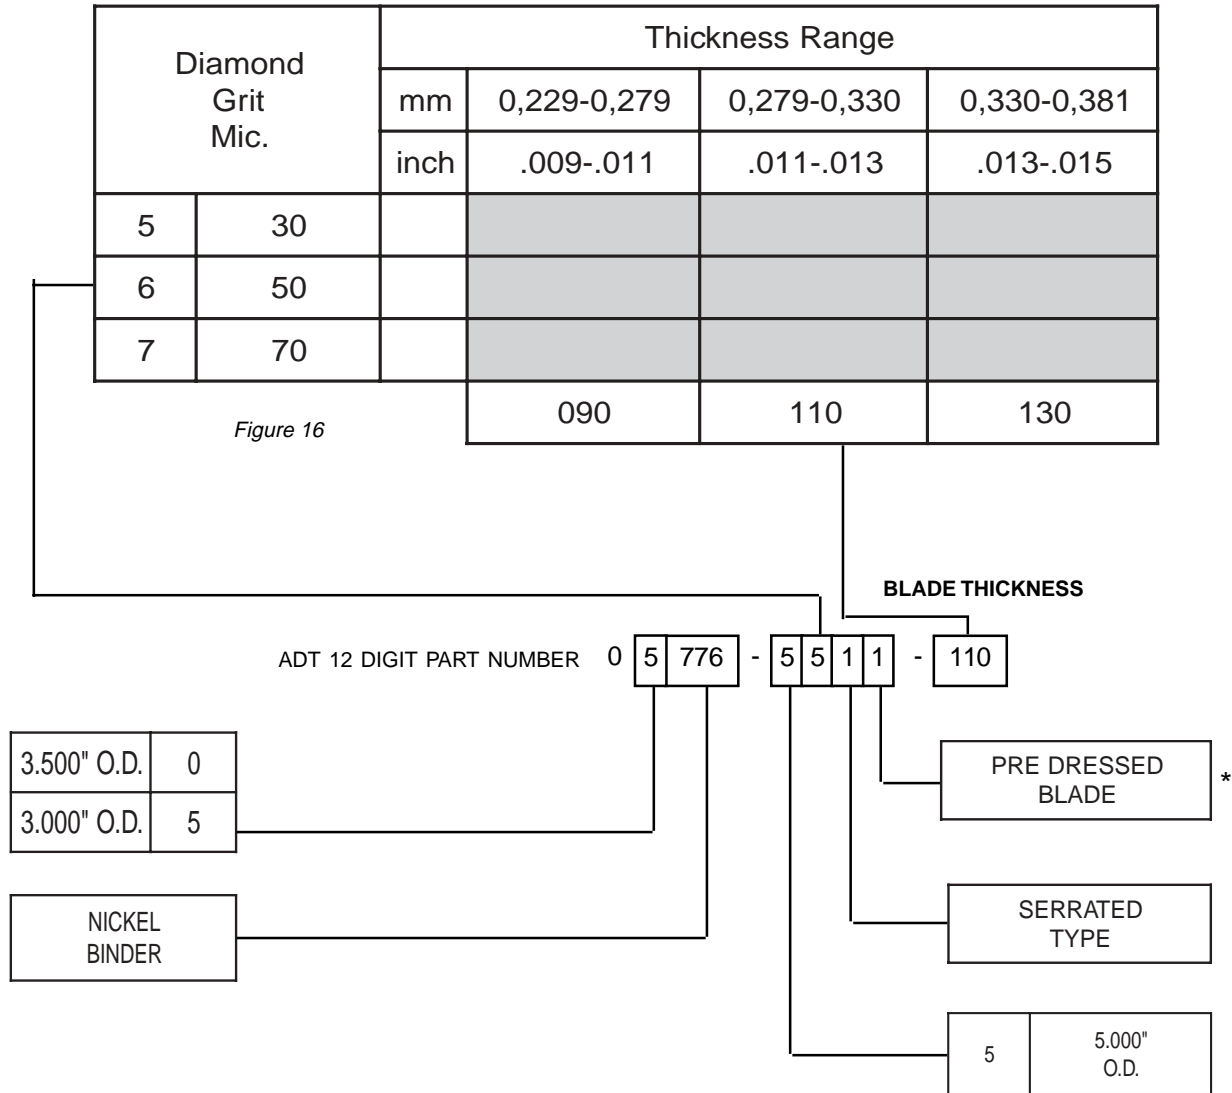 Diamond
Grit
Mic.
Thickness Range
mm 0,229-0,279 0,279-0,330 0,330-0,381
inch .009-.011 .011-.013 .013-.015
5 30
6 50
7 70
090 110 130
Figure 16
BLADE THICKNESS
ADT 12 DIGIT PART NUMBER 0 5 776 - 5 5 1 1 - 110
3.500" O.D. 0
3.000" O.D. 5
PRE DRESSED
BLADE
*
NICKEL
BINDER
SERRATED
TYPE
5 5.000"
O.D.